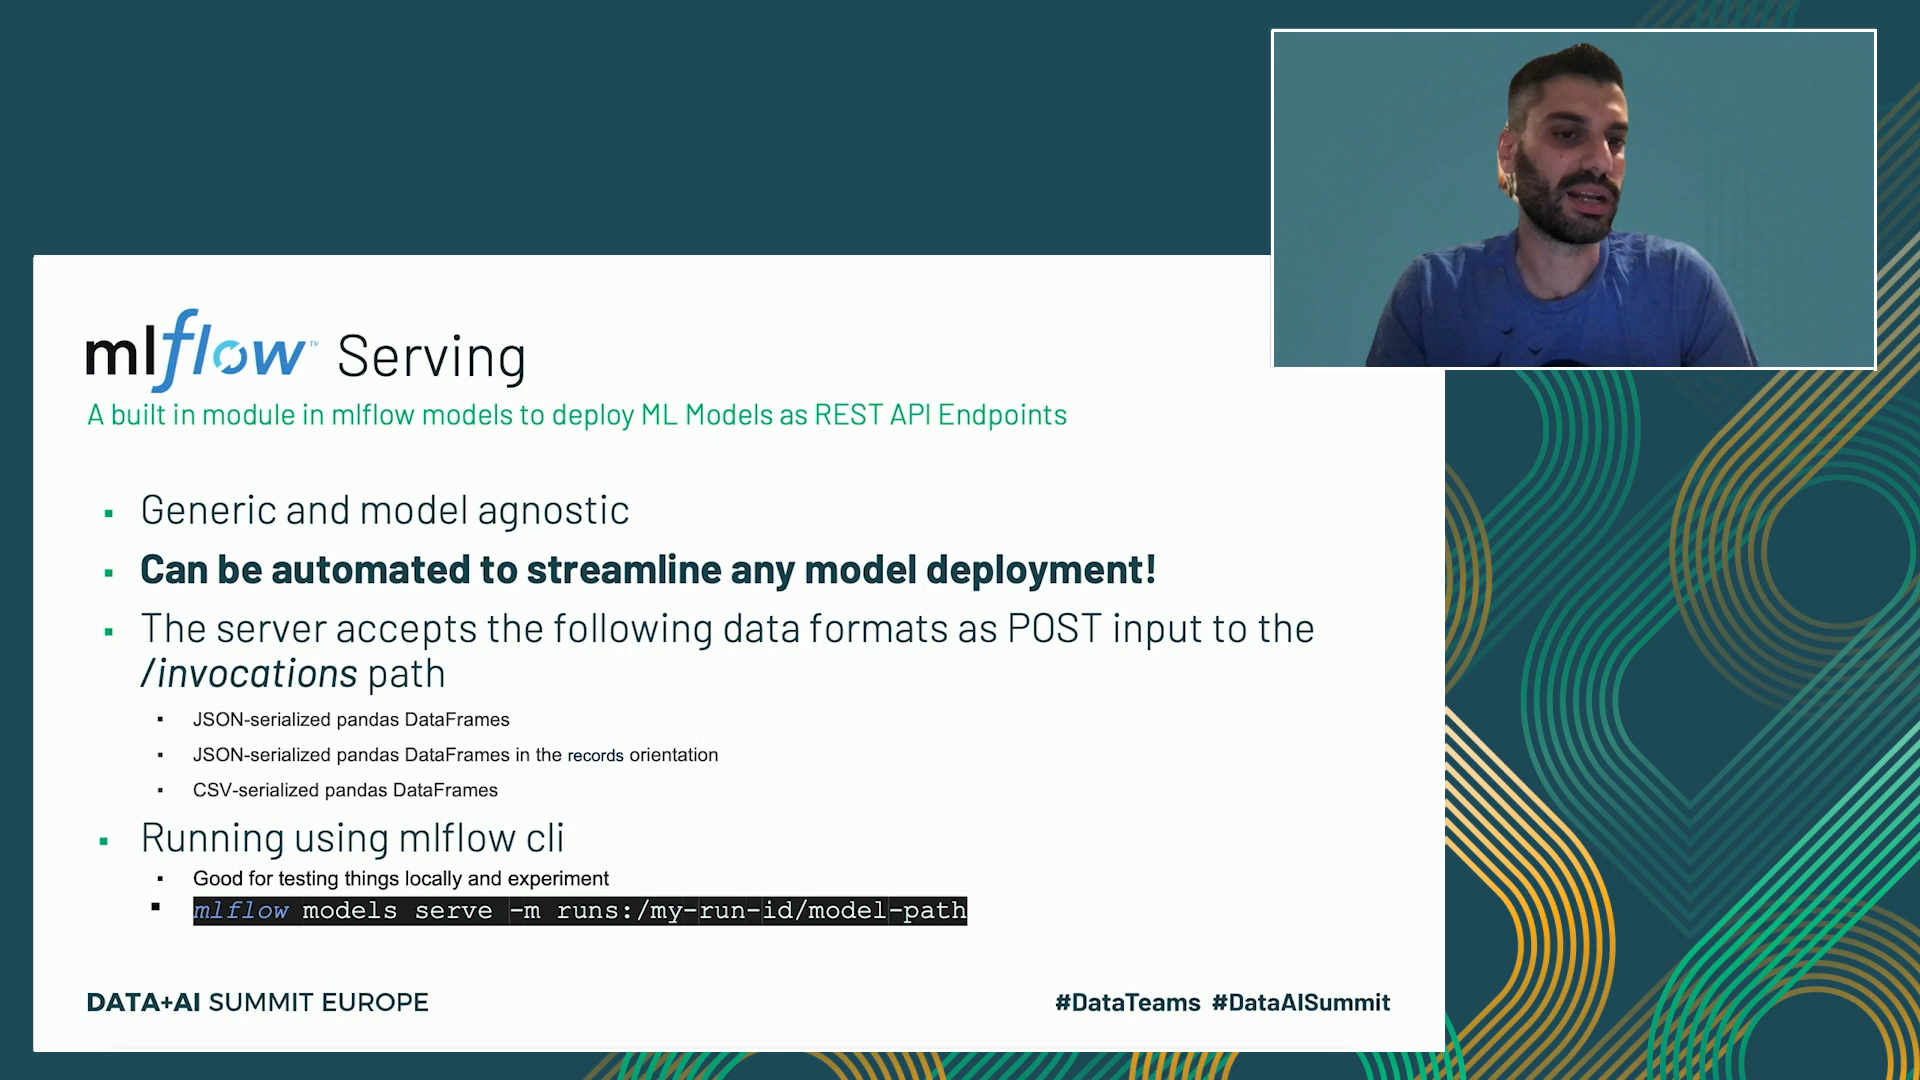 mlflow™ Serving
A built in module in mlflow models to deploy ML Models as REST API Endpoints
▪ Generic and model agnostic
▪ Can be automated to streamline any model deployment!
▪ The server accepts the following data formats as POST input to the
/invocations path
▪ JSON-serialized pandas DataFrames
▪ JSON-serialized pandas DataFrames in the records orientation
▪ CSV-serialized pandas DataFrames
▪ Running using mlflow cli
▪ Good for testing things locally and experiment
▪ mlflow models serve -m runs:/my-run-id/model-path
DATA+AI SUMMIT EUROPE
#DataTeams #DataAISummit